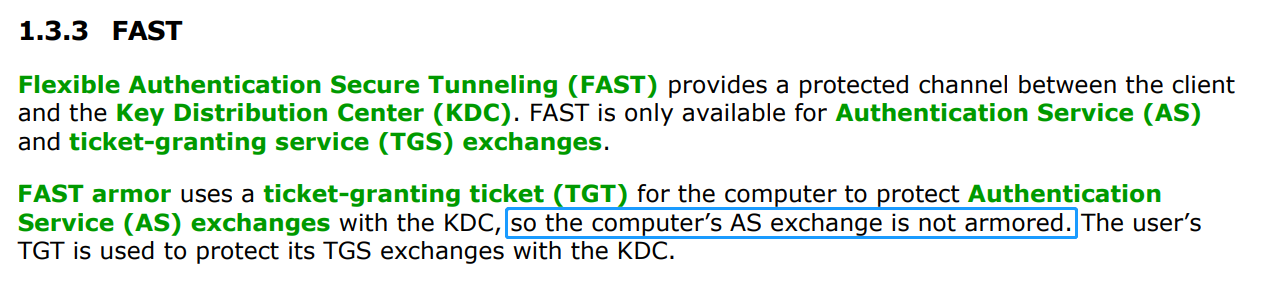 1.3.3 FAST
Flexible Authentication Secure Tunneling (FAST) provides a protected channel between the client
and the Key Distribution Center (KDC). FAST is only available for Authentication Service (AS)
and ticket-granting service (TGS) exchanges.
FAST armor uses a ticket-granting ticket (TGT) for the computer to protect Authentication
Service (AS) exchanges with the KDC, so the computer’s AS exchange is not armored. The user’s
TGT is used to protect its TGS exchanges with the KDC.